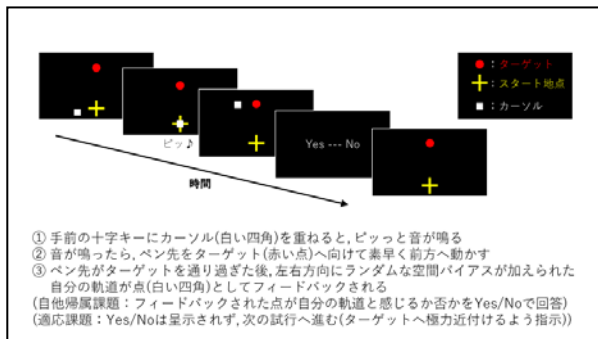 ：ターゲット
：スタート地点
：カーソル
ピッ♪
Yes --- No
時間
① 手前の十字キーにカーソル(白い四角)を重ねると, ピッっと音が鳴る
② 音が鳴ったら, ペン先をターゲット(赤い点)へ向けて素早く前方へ動かす
③ ペン先がターゲットを通り過ぎた後, 左右方向にランダムな空間バイアスが加えられた
自分の軌道が点(白い四角)としてフィードバックされる
(自他帰属課題：フィードバックされた点が自分の軌道と感じるか否かをYes/Noで回答)
(適応課題：Yes/Noは呈示されず, 次の試行へ進む(ターゲットへ極力近付けるよう指示))